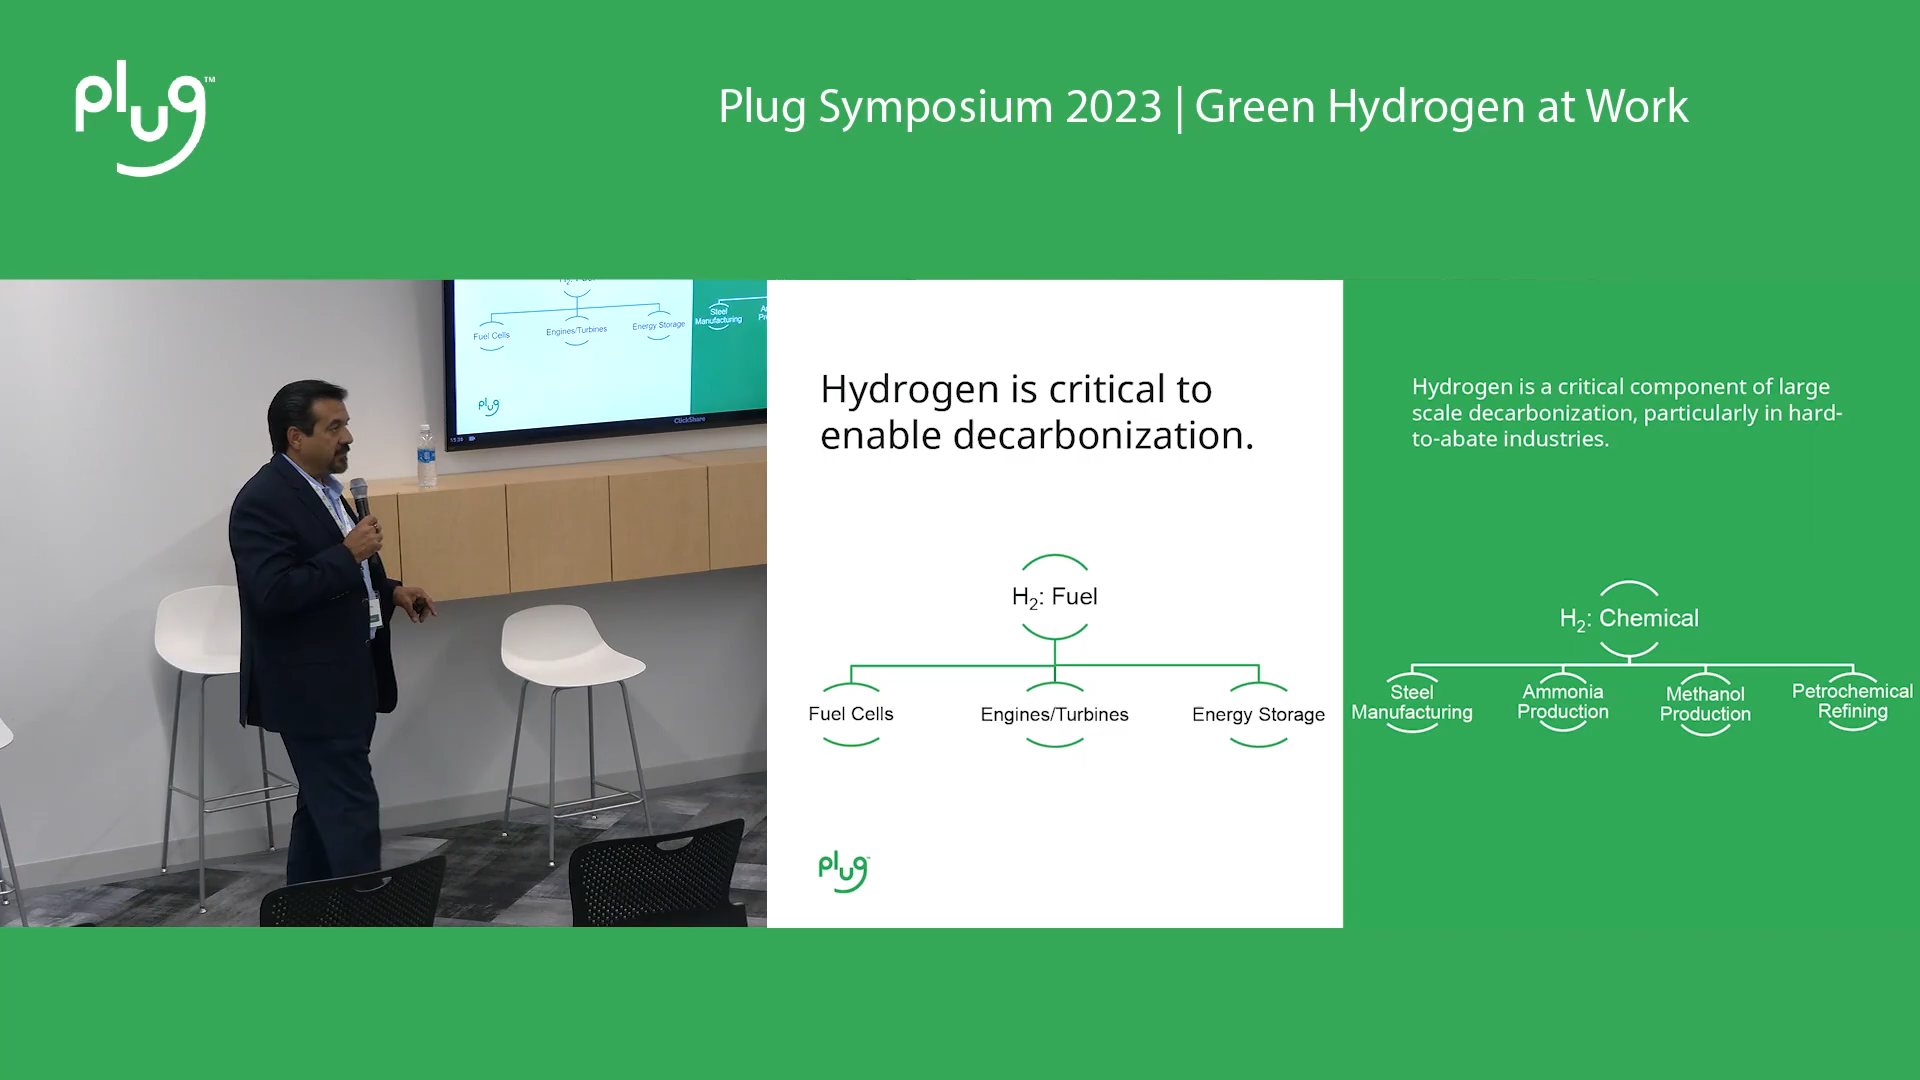 plug™
Plug Symposium 2023 | Green Hydrogen at Work
Fuel Cells
Engines/Turbines
Energy Storage
Steel
Manufacturing
plug
ClickShare
Hydrogen is critical to
enable decarbonization.
H₂: Fuel
Fuel Cells
Engines/Turbines
Energy Storage
plug
Hydrogen is a critical component of large
scale decarbonization, particularly in hard-
to-abate industries.
H₂: Chemical
Steel
Manufacturing
Ammonia
Production
Methanol
Production
Petrochemical
Refining